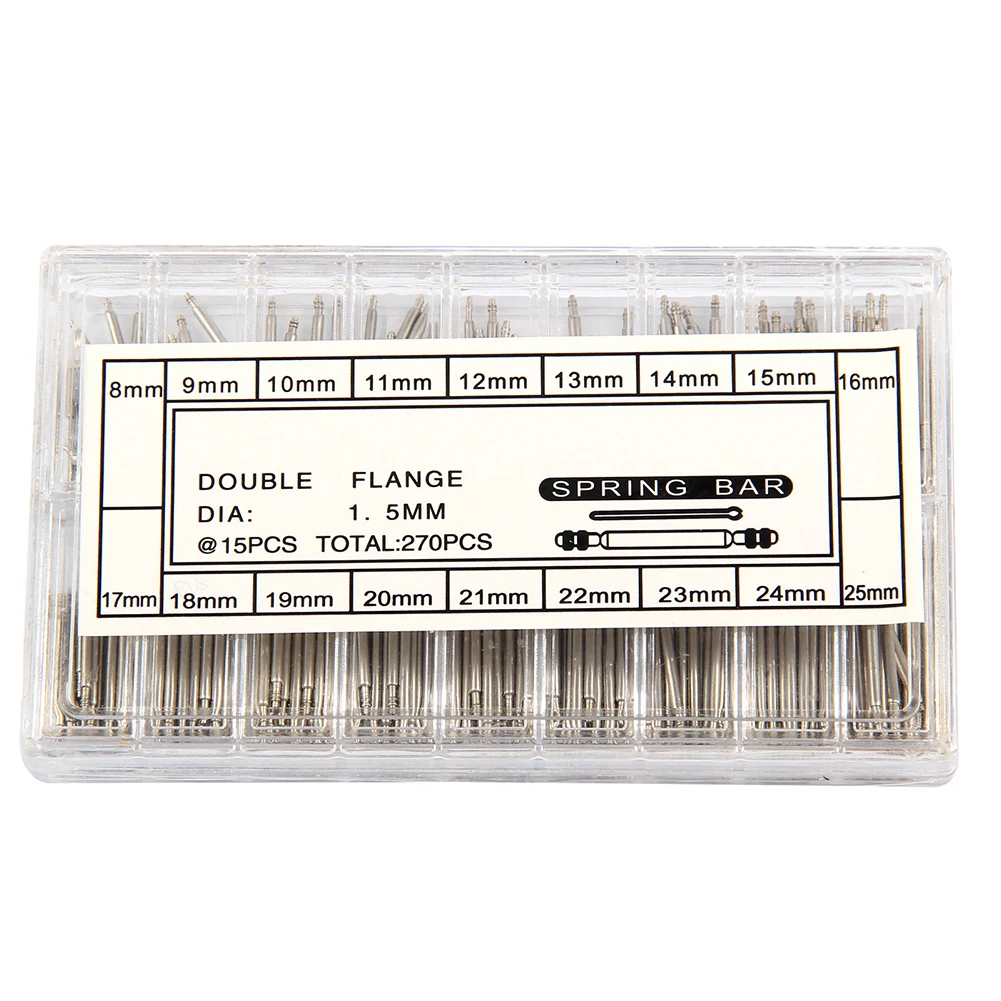 8mm 9mm 10mm 11mm 12mm 13mm 14mm 15mm 16mm
DOUBLE FLANGE
SPRING BAR
DIA: 1. 5MM
@15PCS TOTAL:270PCS
17mm 18mm 19mm 20mm 21mm 22mm 23mm 24mm 25mm